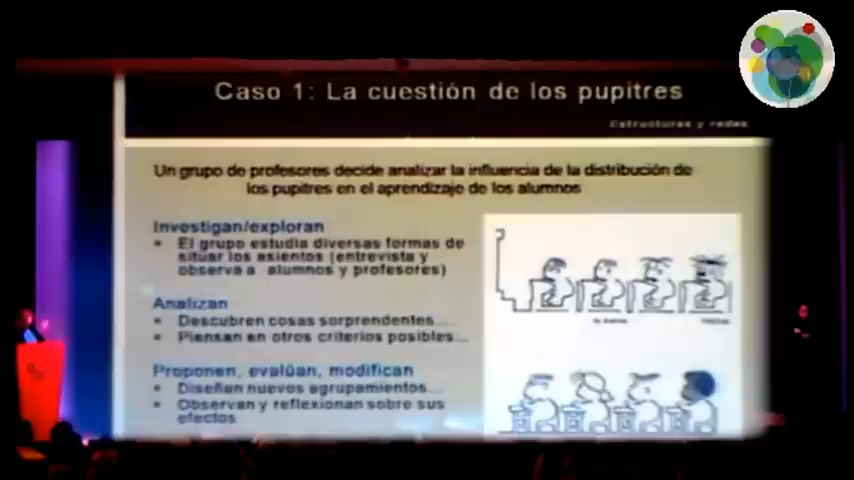 Caso 1: La cuestión de los pupitres
Estructuras y redes
Un grupo de profesores decide analizar la influencia de la distribución de
los pupitres en el aprendizaje de los alumnos
Investigan/exploran
• El grupo estudia diversas formas de
situar los asientos (entrevista y
observa a alumnos y profesores)
Analizan
• Descubren cosas sorprendentes...
• Piensan en otros criterios posibles...
Proponen, evalúan, modifican
• Diseñan nuevos agrupamientos...
• Observan y reflexionan sobre sus
efectos